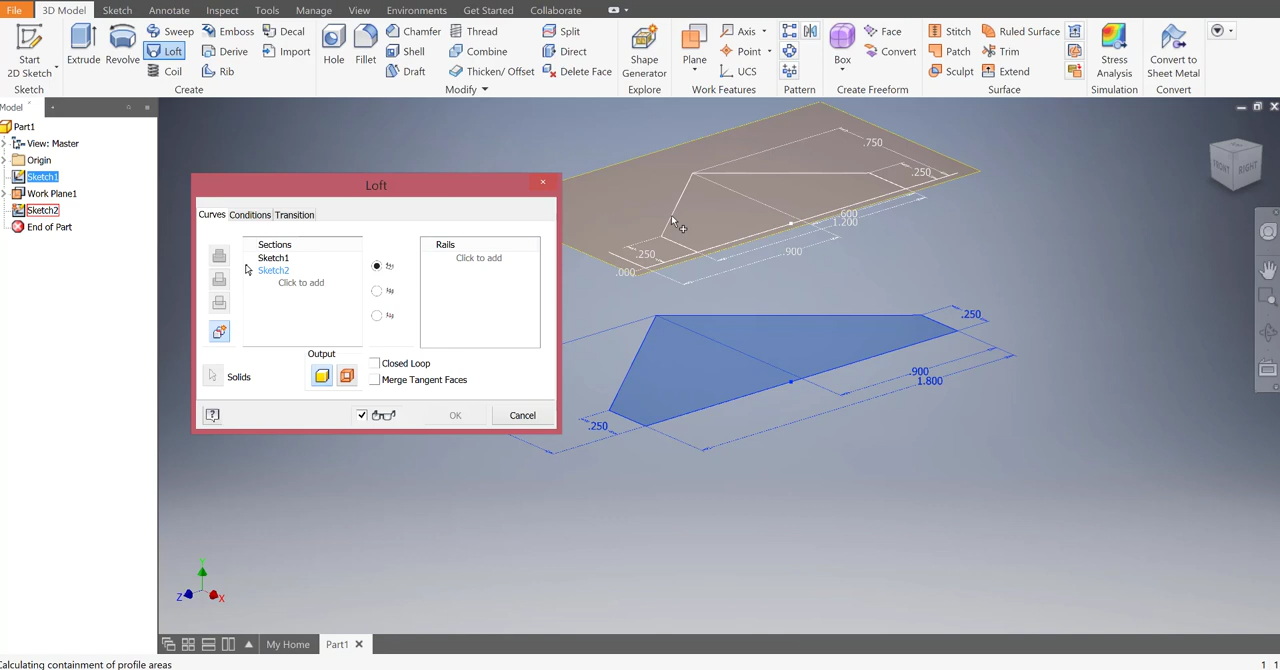 File 3D Model Sketch Annotate Inspect Tools Manage View Environments Get Started Collaborate
Start
2D Sketch
Sketch
Extrude
Revolve
Sweep
Loft
Coil
Emboss
Derive
Rib
Decal
Import
Create
Hole
Fillet
Chamfer
Shell
Draft
Thread
Combine
Thicken/ Offset
Split
Direct
Delete Face
Modify
Shape
Generator
Explore
Plane
Axis
Point
UCS
Work Features
Pattern
Box
Face
Convert
Create Freeform
Stitch
Patch
Sculpt
Ruled Surface
Trim
Extend
Surface
Stress
Analysis
Simulation
Convert to
Sheet Metal
Convert
Model
Part1
View: Master
Origin
Sketch1
Work Plane1
Sketch2
End of Part
Loft
Curves Conditions Transition
Sections
Sketch1
Sketch2
Click to add
Rails
Click to add
Output
Solids
Closed Loop
Merge Tangent Faces
OK
Cancel
.750
.250
.600
1.200
.900
.250
.000
.250
.900
1.800
.250
FRONT
RIGHT
Y
Z
X
My Home
Part1
Calculating containment of profile areas
1 1